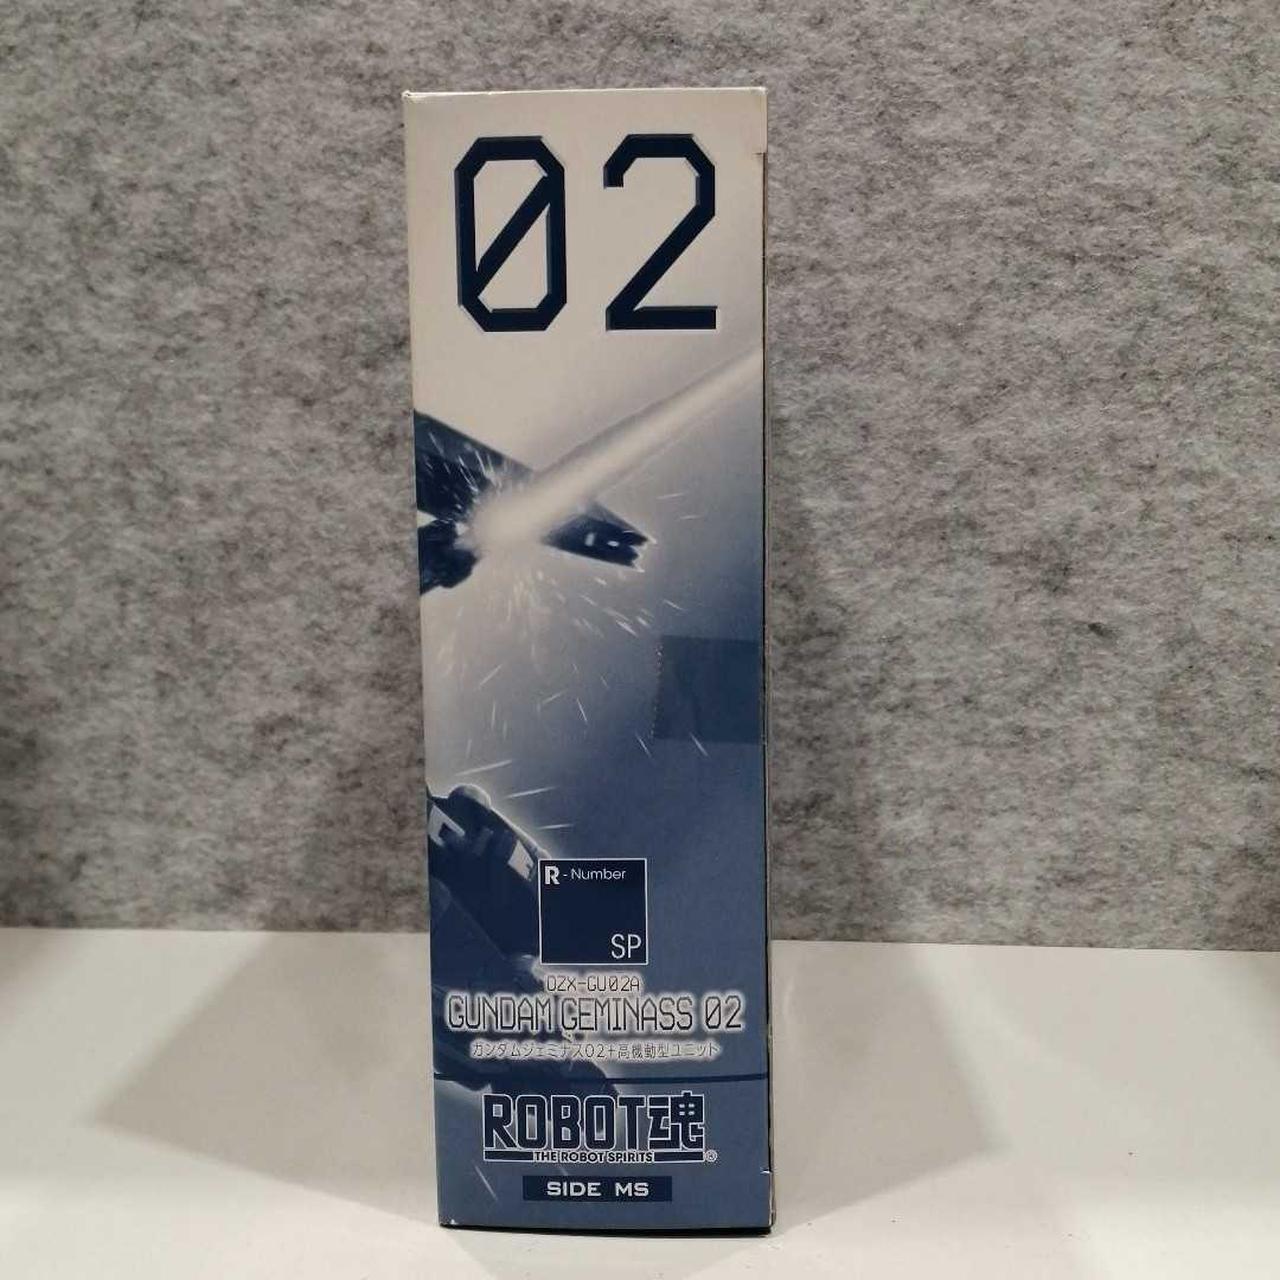 02
R - Number
SP
OZX-GU02A
GUNDAM GEMINASS 02
ガンダムジェミナス02+高機動型ユニット
ROBOT魂
THE ROBOT SPIRITS
®
SIDE MS